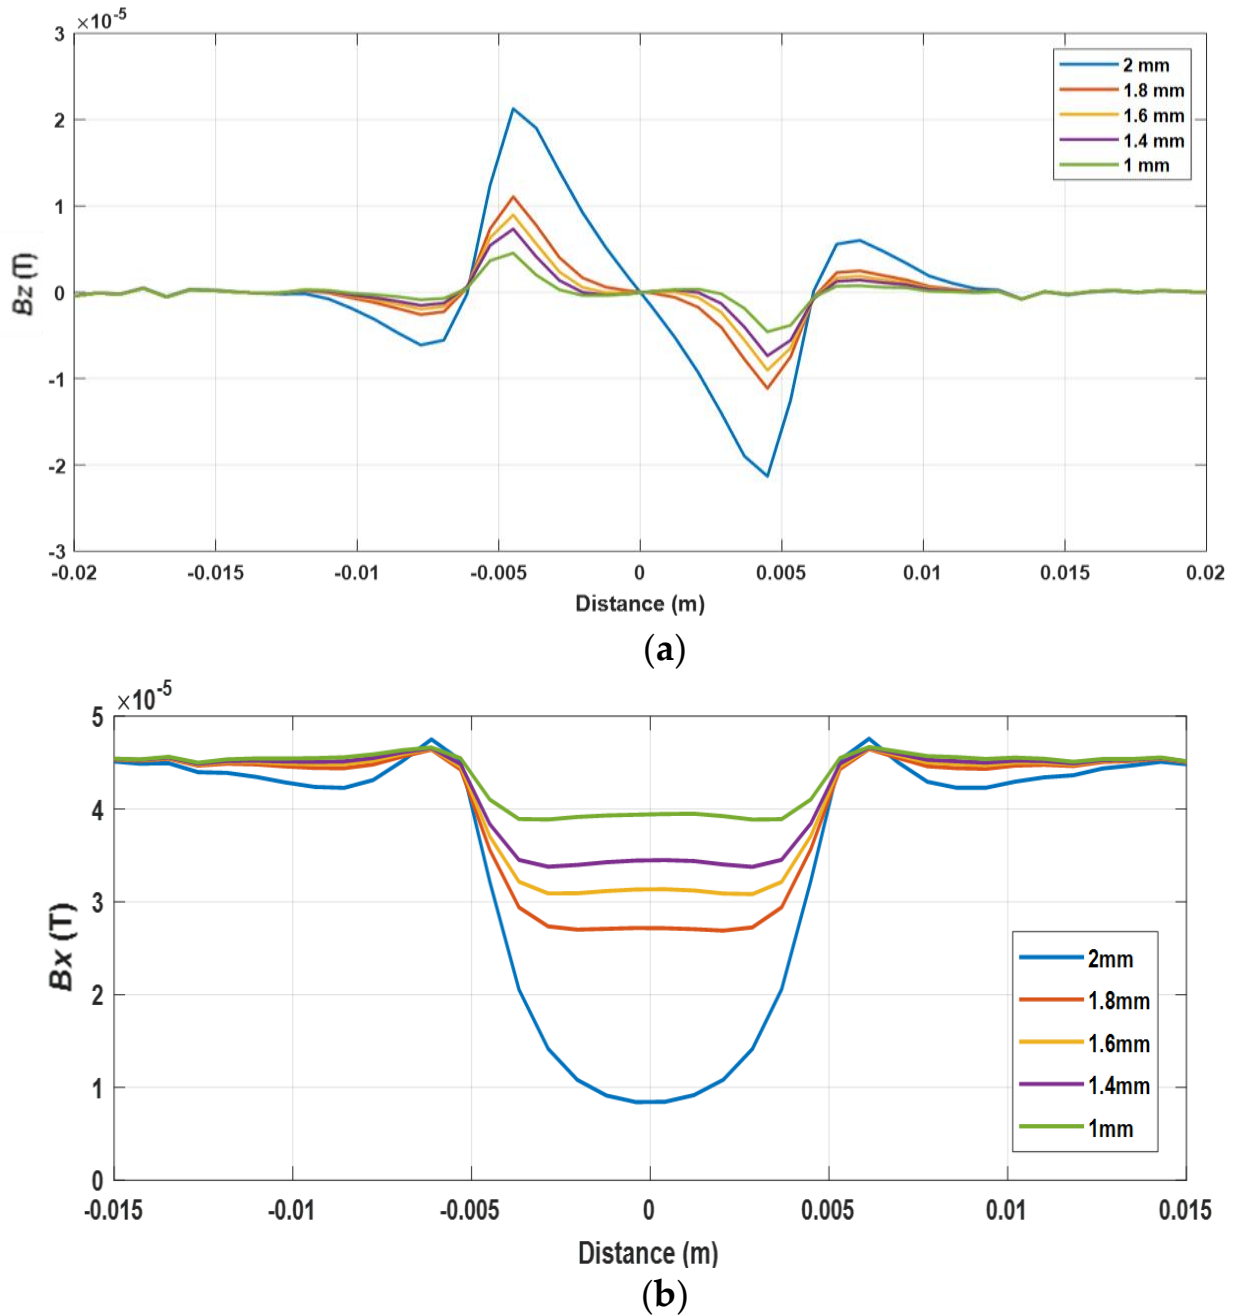 ×10⁻⁵
3
2
1
0
-1
-2
-3
Bz (T)
2 mm
1.8 mm
1.6 mm
1.4 mm
1 mm
-0.02 -0.015 -0.01 -0.005 0 0.005 0.01 0.015 0.02
Distance (m)
(a)
×10⁻⁵
5
4
3
2
1
0
Bx (T)
2mm
1.8mm
1.6mm
1.4mm
1mm
-0.015 -0.01 -0.005 0 0.005 0.01 0.015
Distance (m)
(b)